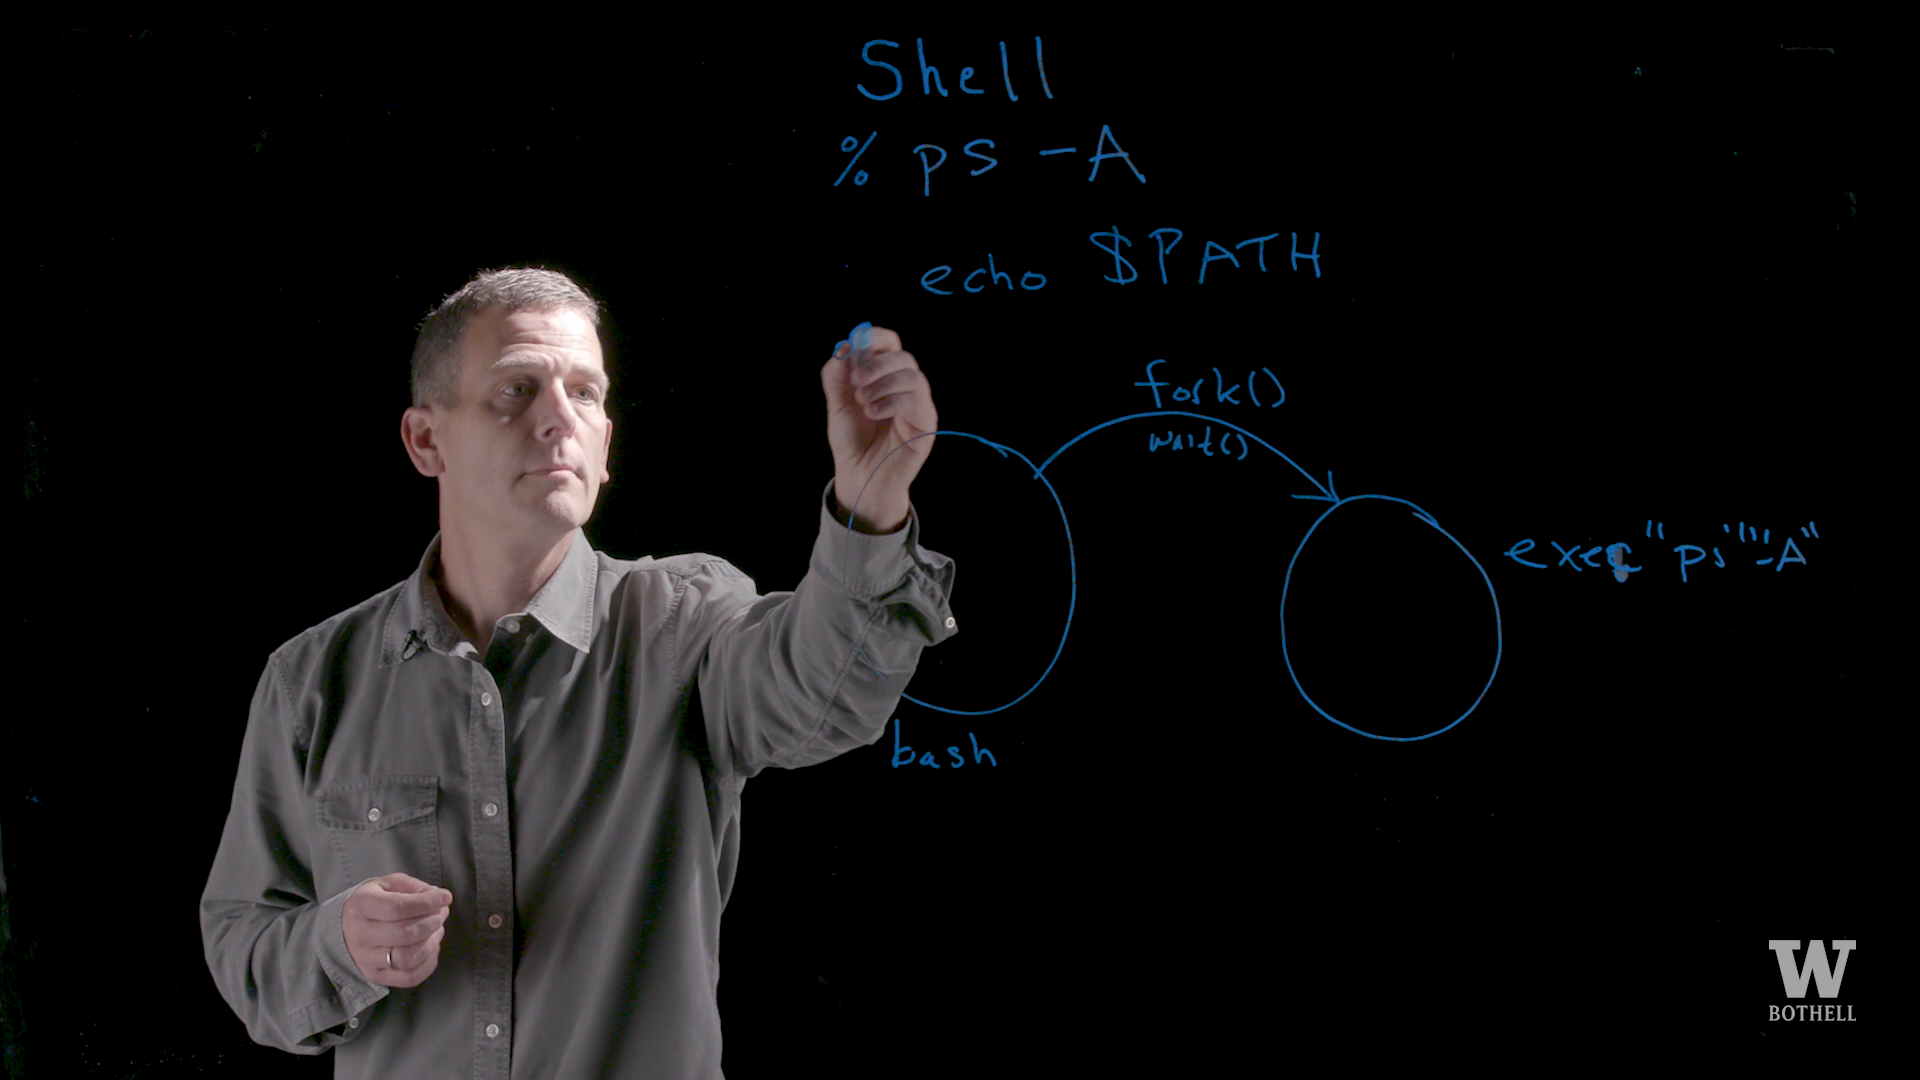 Shell
% ps -A
echo $PATH
fork()
wait()
exec "ps" "-A"
bash
W
BOTHELL